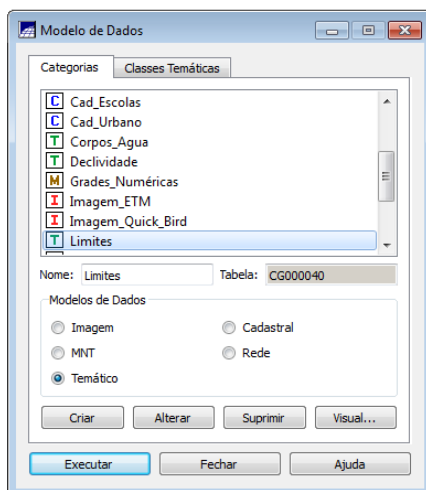 Modelo de Dados
Categorias Classes Temáticas
C Cad_Escolas
C Cad_Urbano
T Corpos_Agua
T Declividade
M Grades_Numéricas
I Imagem_ETM
I Imagem_Quick_Bird
T Limites
Nome: Limites Tabela: CG000040
Modelos de Dados
Imagem Cadastral
MNT Rede
Temático
Criar Alterar Suprimir Visual...
Executar Fechar Ajuda